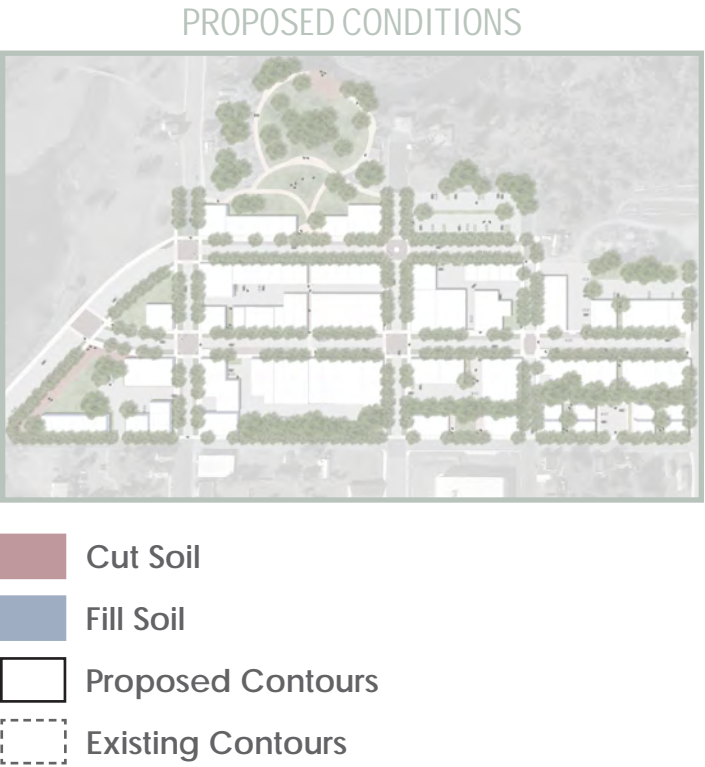 PROPOSED CONDITIONS
Cut Soil
Fill Soil
Proposed Contours
Existing Contours